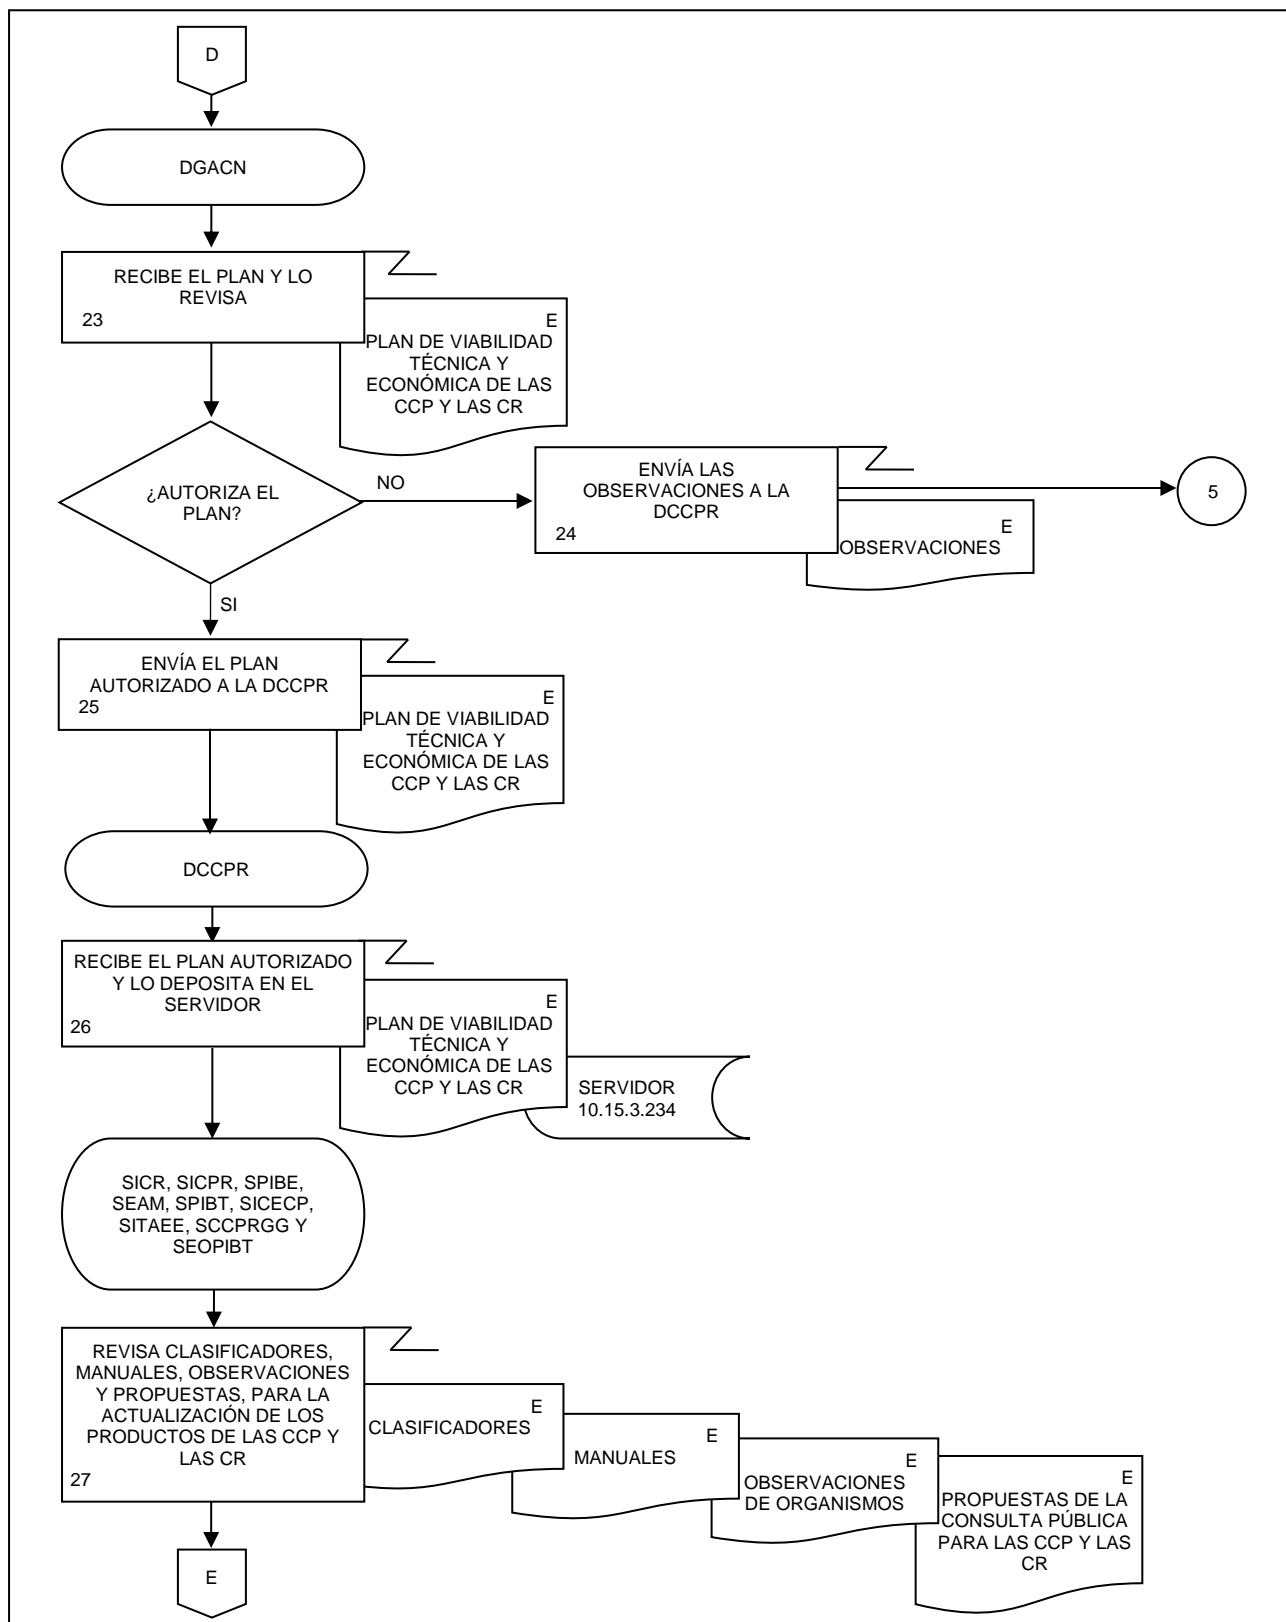 D
DGACN
RECIBE EL PLAN Y LO
REVISA
23
E
PLAN DE VIABILIDAD
TÉCNICA Y
ECONÓMICA DE LAS
CCP Y LAS CR
¿AUTORIZA EL
PLAN?
NO
ENVÍA LAS
OBSERVACIONES A LA
DCCPR
24
E
OBSERVACIONES
5
SI
ENVÍA EL PLAN
AUTORIZADO A LA DCCPR
25
E
PLAN DE VIABILIDAD
TÉCNICA Y
ECONÓMICA DE LAS
CCP Y LAS CR
DCCPR
RECIBE EL PLAN AUTORIZADO
Y LO DEPOSITA EN EL
SERVIDOR
26
E
PLAN DE VIABILIDAD
TÉCNICA Y
ECONÓMICA DE LAS
CCP Y LAS CR
SERVIDOR
10.15.3.234
SICR, SICPR, SPIBE,
SEAM, SPIBT, SICECP,
SITAEE, SCCPRGG Y
SEOPIBT
REVISA CLASIFICADORES,
MANUALES, OBSERVACIONES
Y PROPUESTAS, PARA LA
ACTUALIZACIÓN DE LOS
PRODUCTOS DE LAS CCP Y
LAS CR
27
E
CLASIFICADORES
E
MANUALES
E
OBSERVACIONES
DE ORGANISMOS
E
PROPUESTAS DE LA
CONSULTA PÚBLICA
PARA LAS CCP Y LAS
CR
E